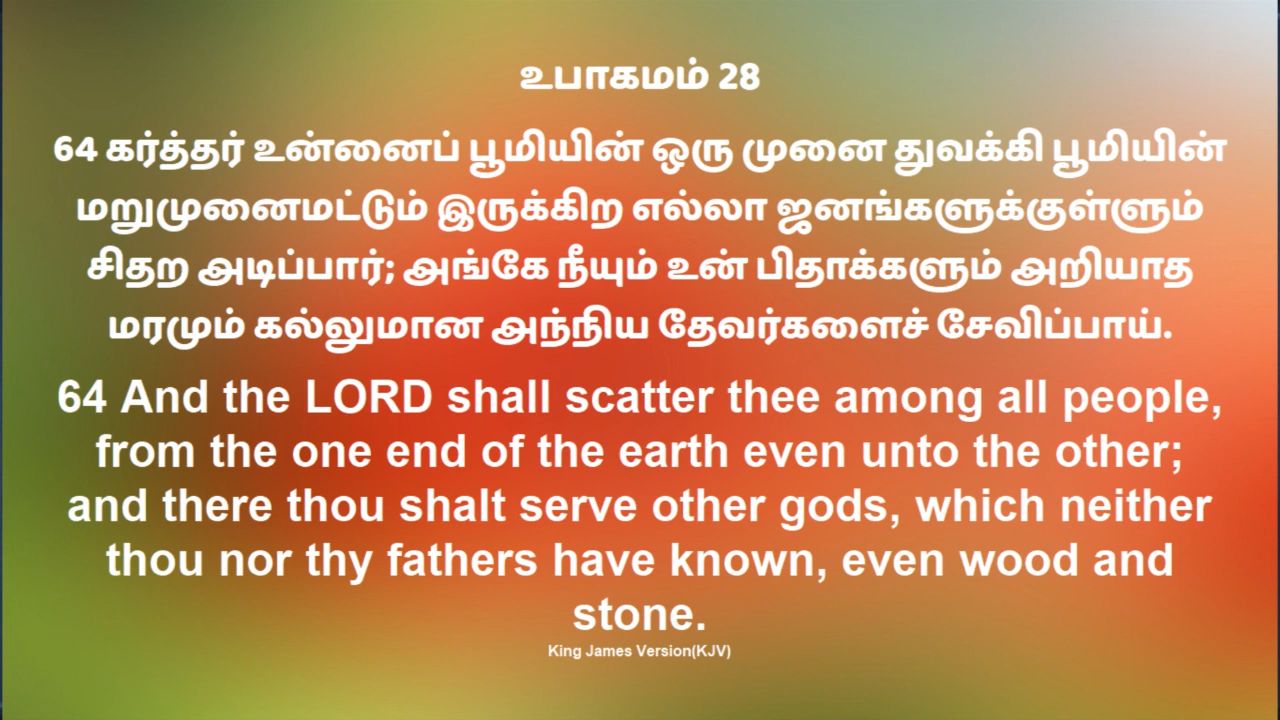 உபாகமம் 28
64 கர்த்தர் உன்னைப் பூமியின் ஒரு முனை துவக்கி பூமியின்
மறுமுனைமட்டும் இருக்கிற எல்லா ஜனங்களுக்குள்ளும்
சிதற அடிப்பார்; அங்கே நீயும் உன் பிதாக்களும் அறியாத
மரமும் கல்லுமான அந்நிய தேவர்களைச் சேவிப்பாய்.
64 And the LORD shall scatter thee among all people,
from the one end of the earth even unto the other;
and there thou shalt serve other gods, which neither
thou nor thy fathers have known, even wood and
stone.
King James Version(KJV)